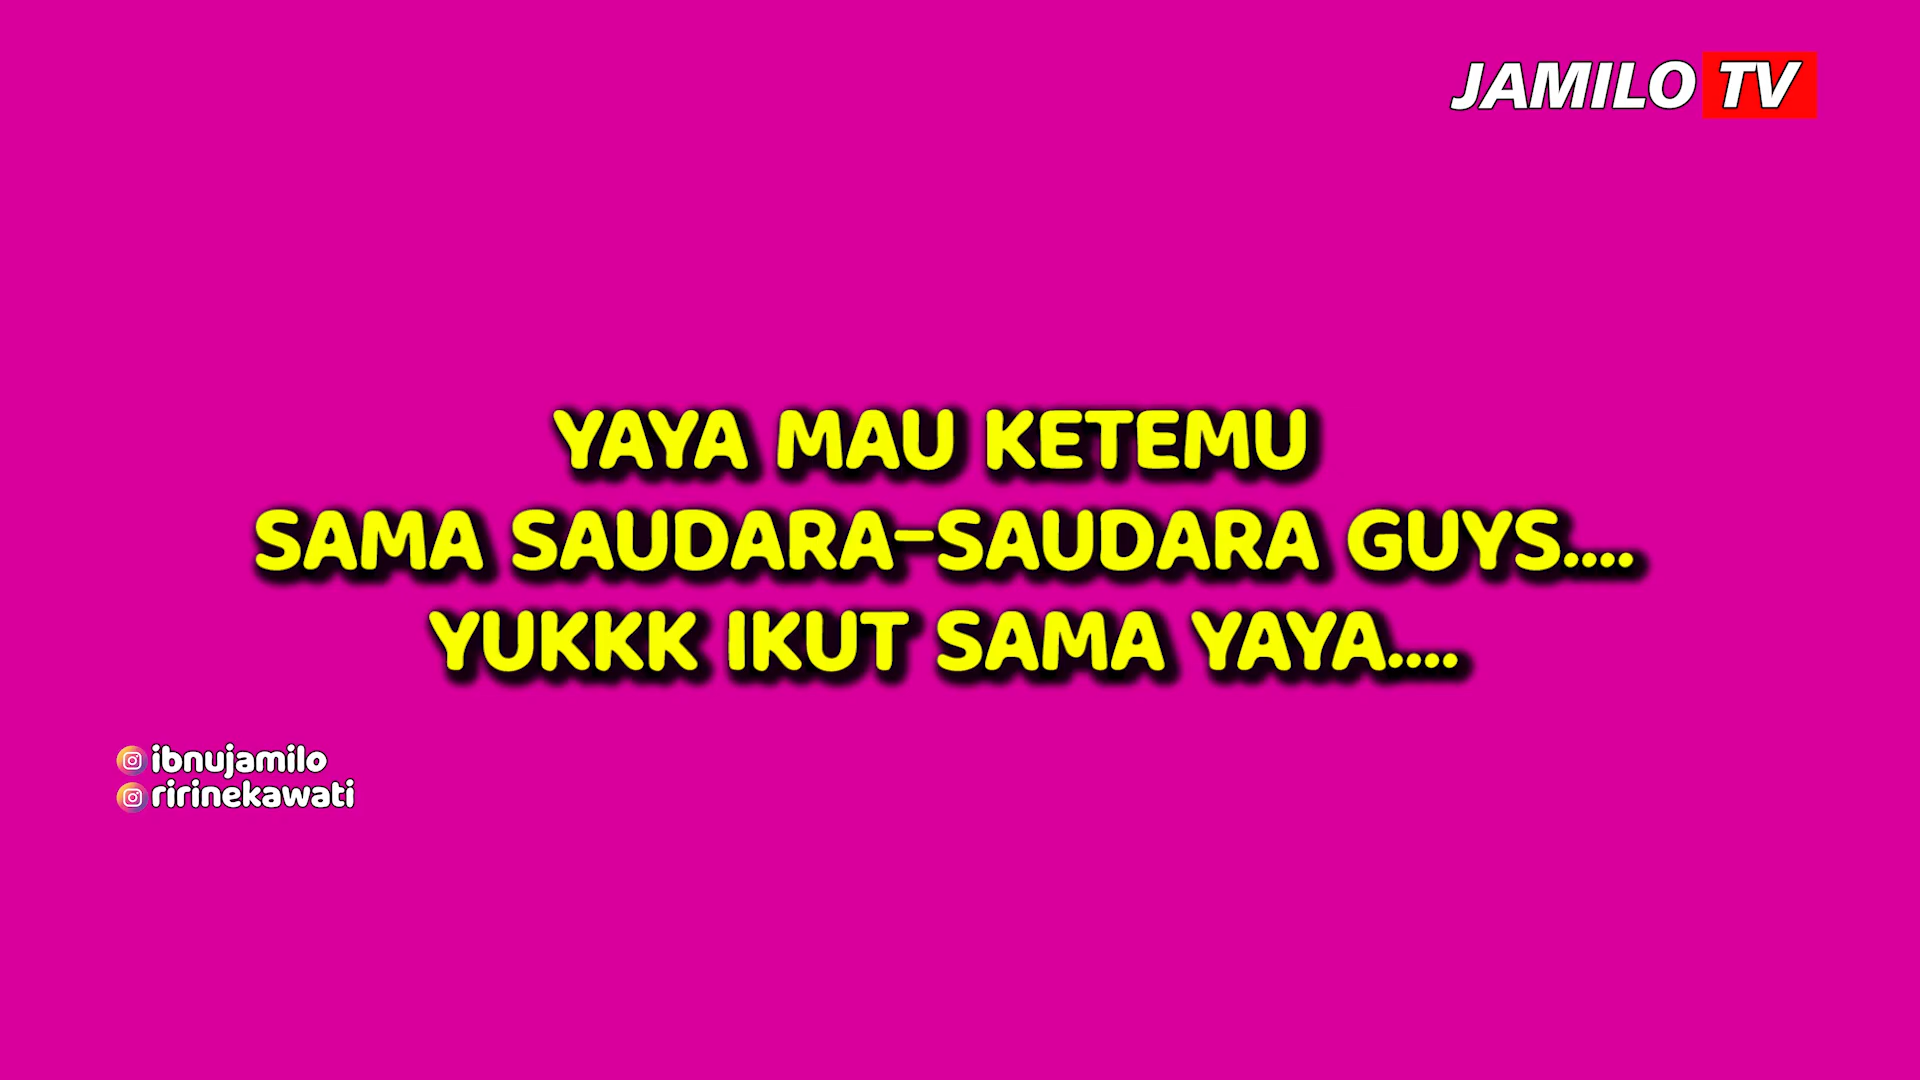 JAMILO TV
YAYA MAU KETEMU
SAMA SAUDARA-SAUDARA GUYS....
YUKKK IKUT SAMA YAYA....
ibnujamilo
ririnekawati